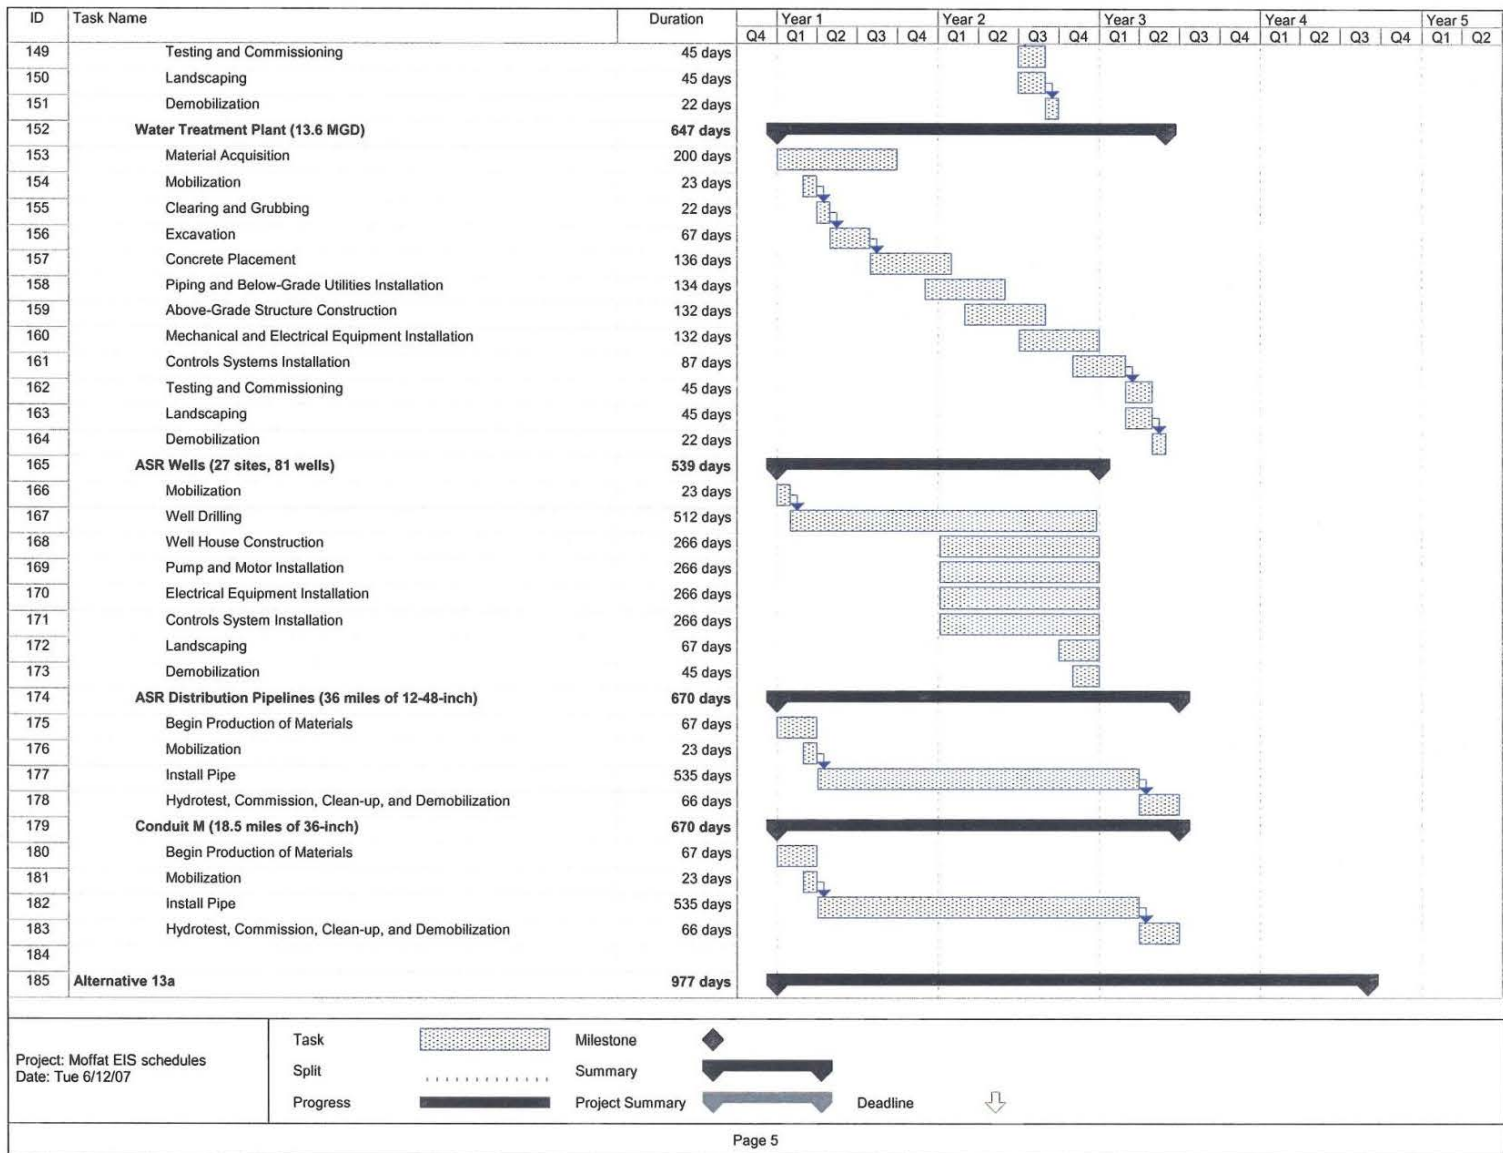 ID Task Name Duration Year 1 Year 2 Year 3 Year 4 Year 5
Q4 Q1 Q2 Q3 Q4 Q1 Q2 Q3 Q4 Q1 Q2 Q3 Q4 Q1 Q2 Q3 Q4 Q1 Q2
149 Testing and Commissioning 45 days
150 Landscaping 45 days
151 Demobilization 22 days
152 Water Treatment Plant (13.6 MGD) 647 days
153 Material Acquisition 200 days
154 Mobilization 23 days
155 Clearing and Grubbing 22 days
156 Excavation 67 days
157 Concrete Placement 136 days
158 Piping and Below-Grade Utilities Installation 134 days
159 Above-Grade Structure Construction 132 days
160 Mechanical and Electrical Equipment Installation 132 days
161 Controls Systems Installation 87 days
162 Testing and Commissioning 45 days
163 Landscaping 45 days
164 Demobilization 22 days
165 ASR Wells (27 sites, 81 wells) 539 days
166 Mobilization 23 days
167 Well Drilling 512 days
168 Well House Construction 266 days
169 Pump and Motor Installation 266 days
170 Electrical Equipment Installation 266 days
171 Controls System Installation 266 days
172 Landscaping 67 days
173 Demobilization 45 days
174 ASR Distribution Pipelines (36 miles of 12-48-inch) 670 days
175 Begin Production of Materials 67 days
176 Mobilization 23 days
177 Install Pipe 535 days
178 Hydrotest, Commission, Clean-up, and Demobilization 66 days
179 Conduit M (18.5 miles of 36-inch) 670 days
180 Begin Production of Materials 67 days
181 Mobilization 23 days
182 Install Pipe 535 days
183 Hydrotest, Commission, Clean-up, and Demobilization 66 days
184
185 Alternative 13a 977 days
Project: Moffat EIS schedules
Date: Tue 6/12/07
Task Milestone
Split Summary
Progress Project Summary Deadline
Page 5